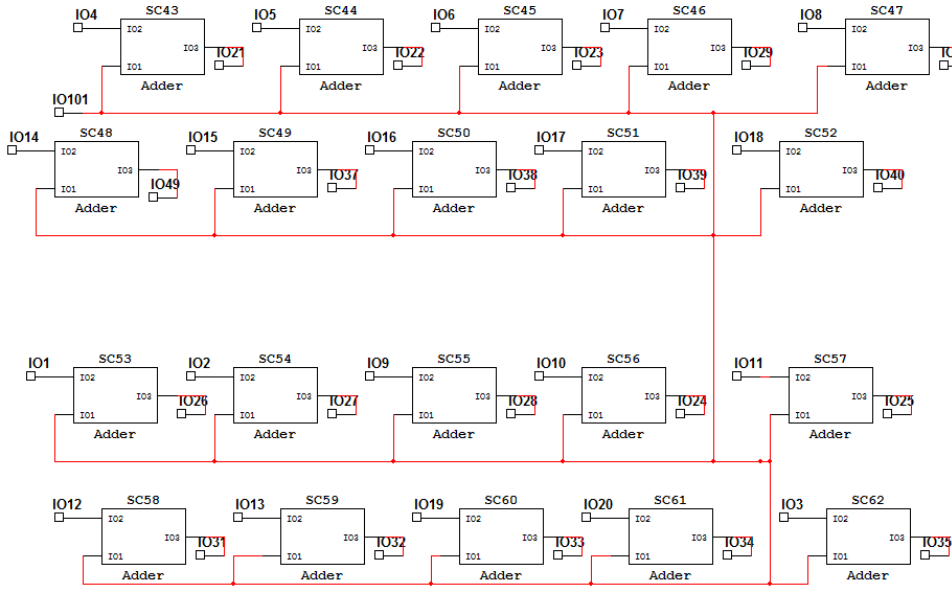 IO4 SC43 IO5 SC44 IO6 SC45 IO7 SC46 IO8 SC47
IO2 IO2 IO2 IO2 IO2
IO3 IO3 IO3 IO3 IO3
IO21 IO22 IO23 IO29
IO1 IO1 IO1 IO1 IO1
Adder Adder Adder Adder Adder
IO101
IO14 SC48 IO15 SC49 IO16 SC50 IO17 SC51 IO18 SC52
IO2 IO2 IO2 IO2 IO2
IO3 IO3 IO3 IO3 IO3
IO49 IO37 IO38 IO39 IO40
IO1 IO1 IO1 IO1 IO1
Adder Adder Adder Adder Adder
IO1 SC53 IO2 SC54 IO9 SC55 IO10 SC56 IO11 SC57
IO2 IO2 IO2 IO2 IO2
IO3 IO3 IO3 IO3 IO3
IO26 IO27 IO28 IO24 IO25
IO1 IO1 IO1 IO1 IO1
Adder Adder Adder Adder Adder
IO12 SC58 IO13 SC59 IO19 SC60 IO20 SC61 IO3 SC62
IO2 IO2 IO2 IO2 IO2
IO3 IO3 IO3 IO3 IO3
IO31 IO32 IO33 IO34 IO35
IO1 IO1 IO1 IO1 IO1
Adder Adder Adder Adder Adder